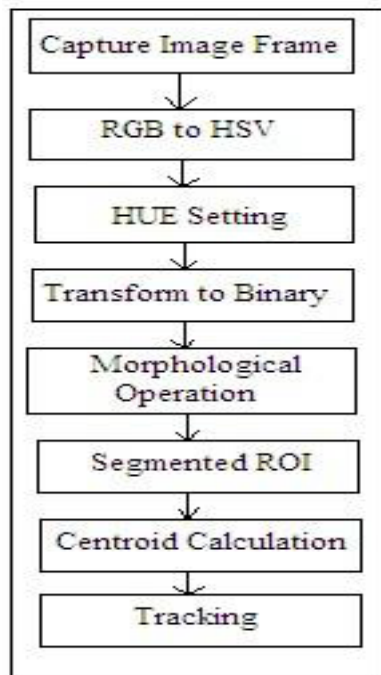 Capture Image Frame
RGB to HSV
HUE Setting
Transform to Binary
Morphological
Operation
Segmented ROI
Centroid Calculation
Tracking